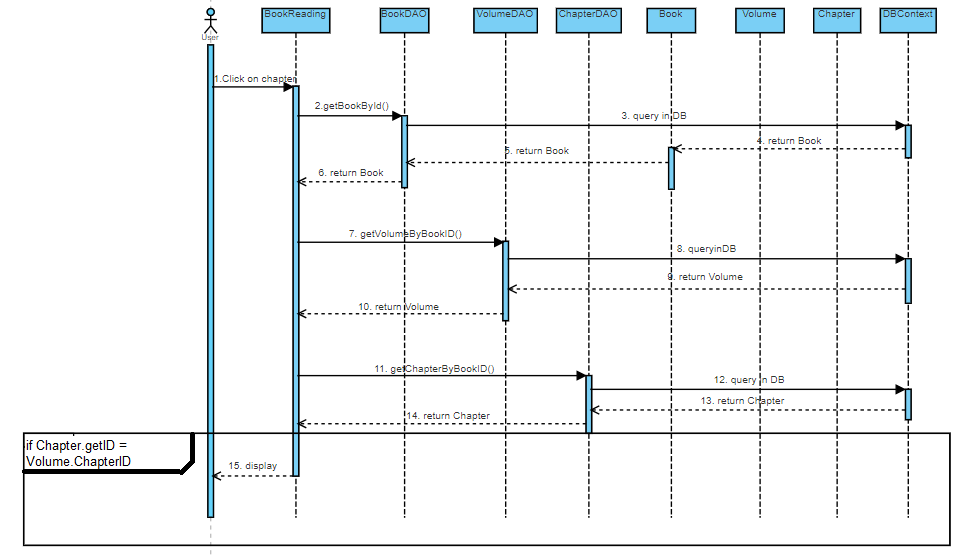 BookReading
BookDAO
VolumeDAO
ChapterDAO
Book
Volume
Chapter
DBContext
User
1.Click on chapter
2.getBookById()
3. query in DB
4. return Book
5. return Book
6. return Book
7. getVolumeByBookID()
8. queryinDB
9. return Volume
10. return Volume
11. getChapterByBookID()
12. query in DB
13. return Chapter
14. return Chapter
if Chapter.getID =
Volume.ChapterID
15. display